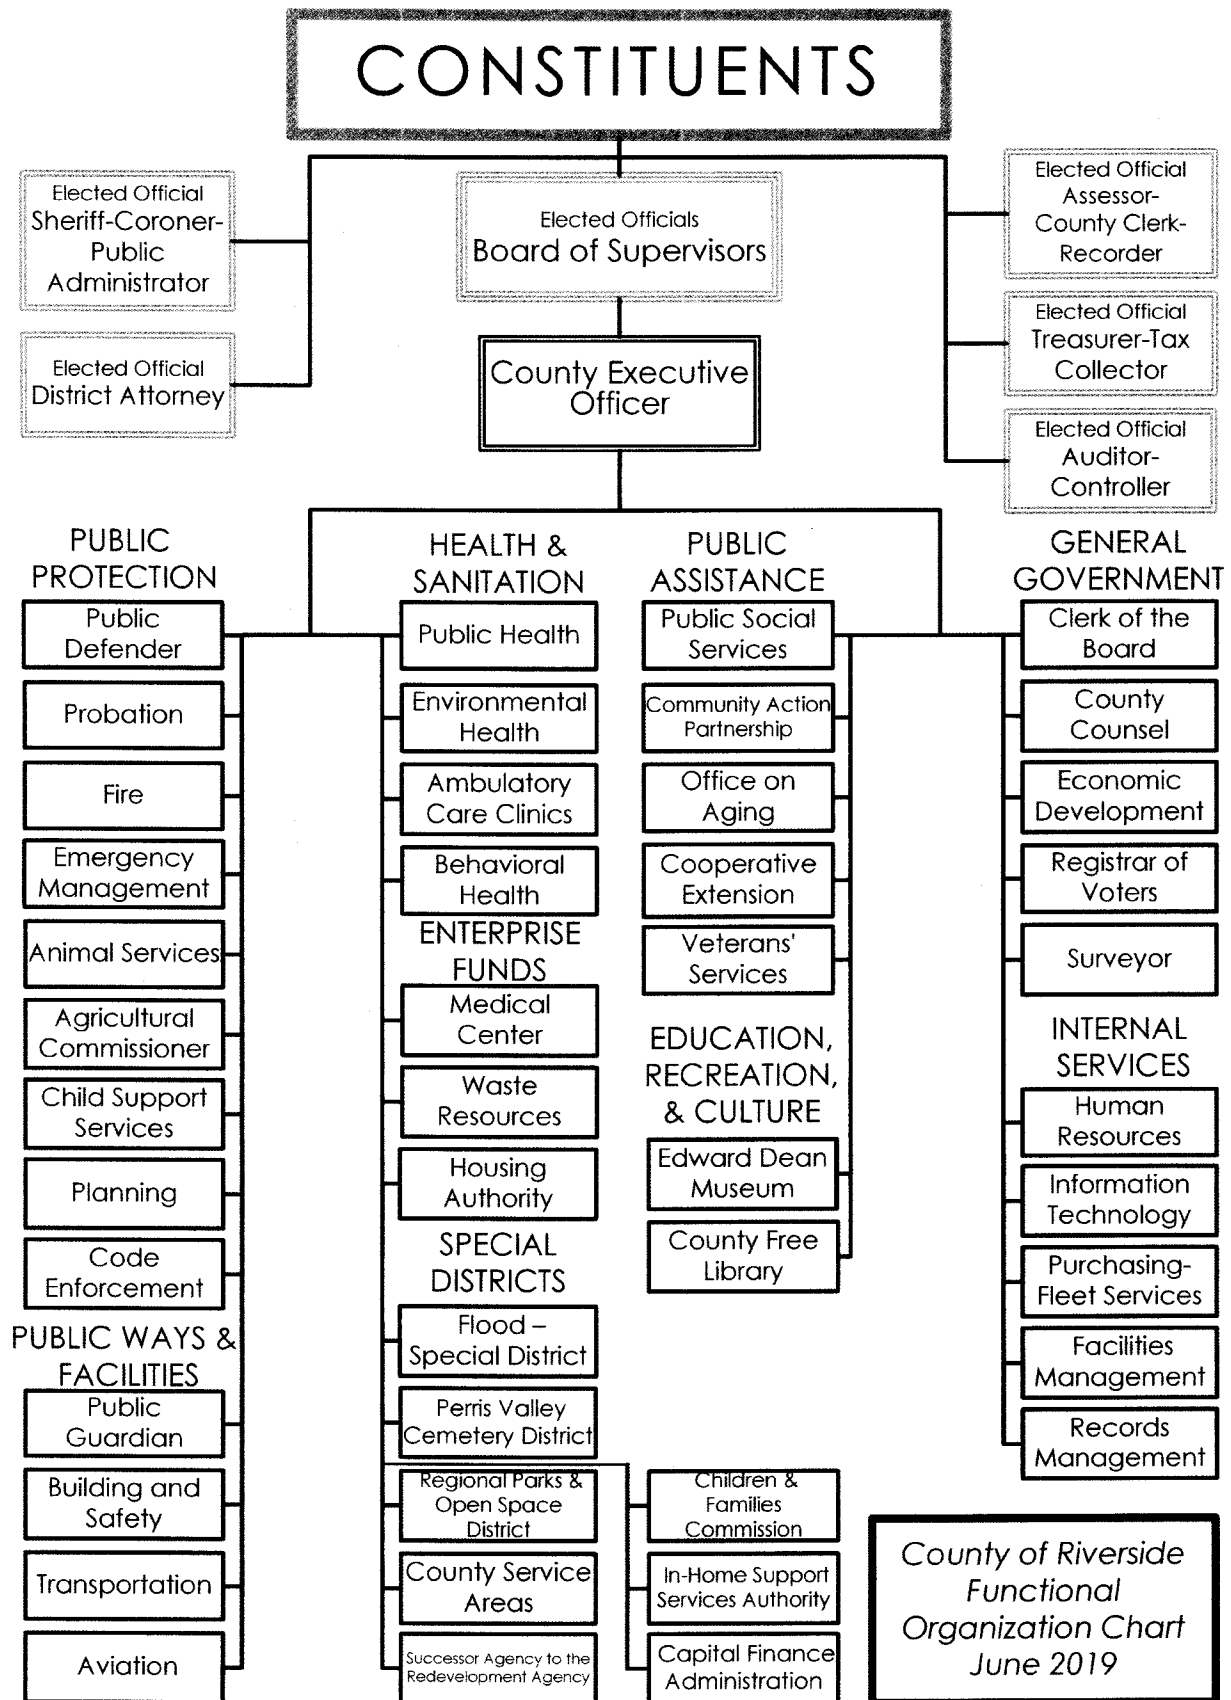 CONSTITUENTS
Elected Official
Sheriff-Coroner-
Public
Administrator
Elected Official
District Attorney
Elected Officials
Board of Supervisors
County Executive
Officer
Elected Official
Assessor-
County Clerk-
Recorder
Elected Official
Treasurer-Tax
Collector
Elected Official
Auditor-
Controller
PUBLIC
PROTECTION
Public
Defender
Probation
Fire
Emergency
Management
Animal Services
Agricultural
Commissioner
Child Support
Services
Planning
Code
Enforcement
PUBLIC WAYS &
FACILITIES
Public
Guardian
Building and
Safety
Transportation
Aviation
HEALTH &
SANITATION
Public Health
Environmental
Health
Ambulatory
Care Clinics
Behavioral
Health
ENTERPRISE
FUNDS
Medical
Center
Waste
Resources
Housing
Authority
SPECIAL
DISTRICTS
Flood –
Special District
Perris Valley
Cemetery District
Regional Parks &
Open Space
District
County Service
Areas
Successor Agency to the
Redevelopment Agency
Children &
Families
Commission
In-Home Support
Services Authority
Capital Finance
Administration
PUBLIC
ASSISTANCE
Public Social
Services
Community Action
Partnership
Office on
Aging
Cooperative
Extension
Veterans'
Services
EDUCATION,
RECREATION,
& CULTURE
Edward Dean
Museum
County Free
Library
GENERAL
GOVERNMENT
Clerk of the
Board
County
Counsel
Economic
Development
Registrar of
Voters
Surveyor
INTERNAL
SERVICES
Human
Resources
Information
Technology
Purchasing-
Fleet Services
Facilities
Management
Records
Management
County of Riverside
Functional
Organization Chart
June 2019